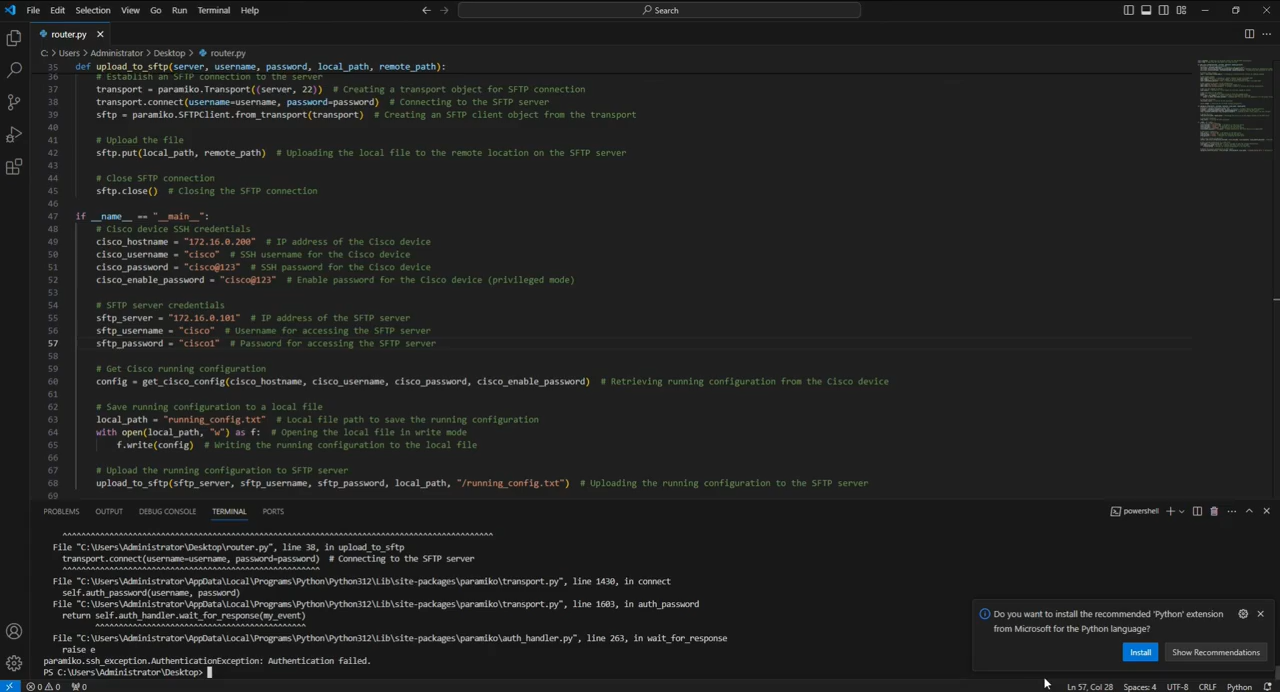 File Edit Selection View Go Run Terminal Help
Search
router.py
C: > Users > Administrator > Desktop > router.py
35 def upload_to_sftp(server, username, password, local_path, remote_path):
36 # Establish an SFTP connection to the server
37 transport = paramiko.Transport((server, 22)) # Creating a transport object for SFTP connection
38 transport.connect(username=username, password=password) # Connecting to the SFTP server
39 sftp = paramiko.SFTPClient.from_transport(transport) # Creating an SFTP client object from the transport
40
41 # Upload the file
42 sftp.put(local_path, remote_path) # Uploading the local file to the remote location on the SFTP server
43
44 # Close SFTP connection
45 sftp.close() # Closing the SFTP connection
46
47 if __name__ == "__main__":
48 # Cisco device SSH credentials
49 cisco_hostname = "172.16.0.200" # IP address of the Cisco device
50 cisco_username = "cisco" # SSH username for the Cisco device
51 cisco_password = "cisco@123" # SSH password for the Cisco device
52 cisco_enable_password = "cisco@123" # Enable password for the Cisco device (privileged mode)
53
54 # SFTP server credentials
55 sftp_server = "172.16.0.101" # IP address of the SFTP server
56 sftp_username = "cisco" # Username for accessing the SFTP server
57 sftp_password = "cisco1" # Password for accessing the SFTP server
58
59 # Get Cisco running configuration
60 config = get_cisco_config(cisco_hostname, cisco_username, cisco_password, cisco_enable_password) # Retrieving running configuration from the Cisco device
61
62 # Save running configuration to a local file
63 local_path = "running_config.txt" # Local file path to save the running configuration
64 with open(local_path, "w") as f: # Opening the local file in write mode
65 f.write(config) # Writing the running configuration to the local file
66
67 # Upload the running configuration to SFTP server
68 upload_to_sftp(sftp_server, sftp_username, sftp_password, local_path, "/running_config.txt") # Uploading the running configuration to the SFTP server
69
PROBLEMS OUTPUT DEBUG CONSOLE TERMINAL PORTS
powershell
File "C:\Users\Administrator\Desktop\router.py", line 38, in upload_to_sftp
transport.connect(username=username, password=password) # Connecting to the SFTP server
File "C:\Users\Administrator\AppData\Local\Programs\Python\Python312\Lib\site-packages\paramiko\transport.py", line 1430, in connect
self.auth_password(username, password)
File "C:\Users\Administrator\AppData\Local\Programs\Python\Python312\Lib\site-packages\paramiko\transport.py", line 1603, in auth_password
return self.auth_handler.wait_for_response(my_event)
File "C:\Users\Administrator\AppData\Local\Programs\Python\Python312\Lib\site-packages\paramiko\auth_handler.py", line 263, in wait_for_response
raise e
paramiko.ssh_exception.AuthenticationException: Authentication failed.
PS C:\Users\Administrator\Desktop>
Do you want to install the recommended 'Python' extension
from Microsoft for the Python language?
Install Show Recommendations
0 0 0 Ln 57, Col 28 Spaces: 4 UTF-8 CRLF Python